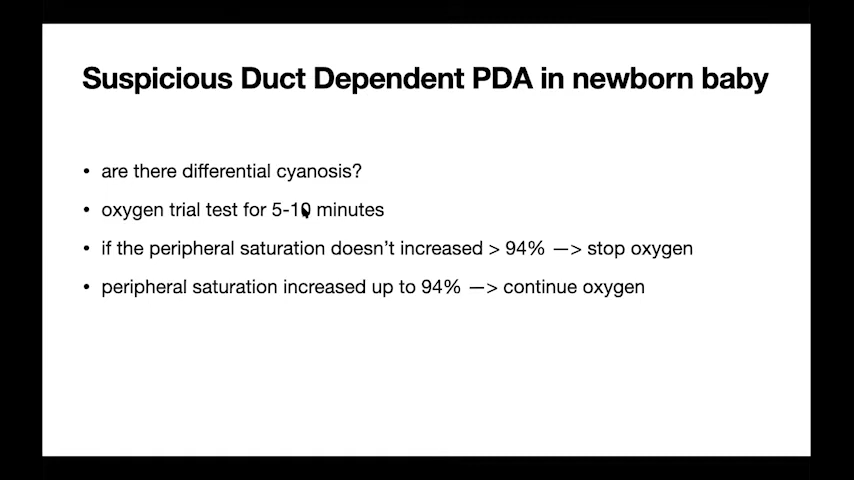 Suspicious Duct Dependent PDA in newborn baby
• are there differential cyanosis?
• oxygen trial test for 5-10 minutes
• if the peripheral saturation doesn't increased > 94% —> stop oxygen
• peripheral saturation increased up to 94% —> continue oxygen